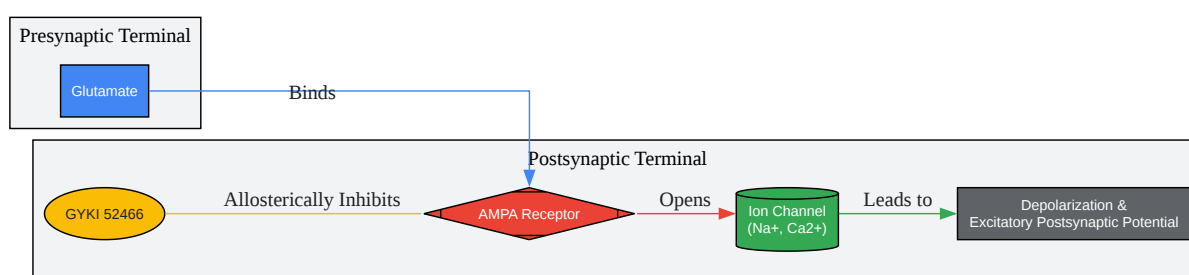 Presynaptic Terminal
Glutamate
Binds
Postsynaptic Terminal
GYKI 52466
Allosterically Inhibits
AMPA Receptor
Opens
Ion Channel
(Na+, Ca2+)
Leads to
Depolarization &
Excitatory Postsynaptic Potential